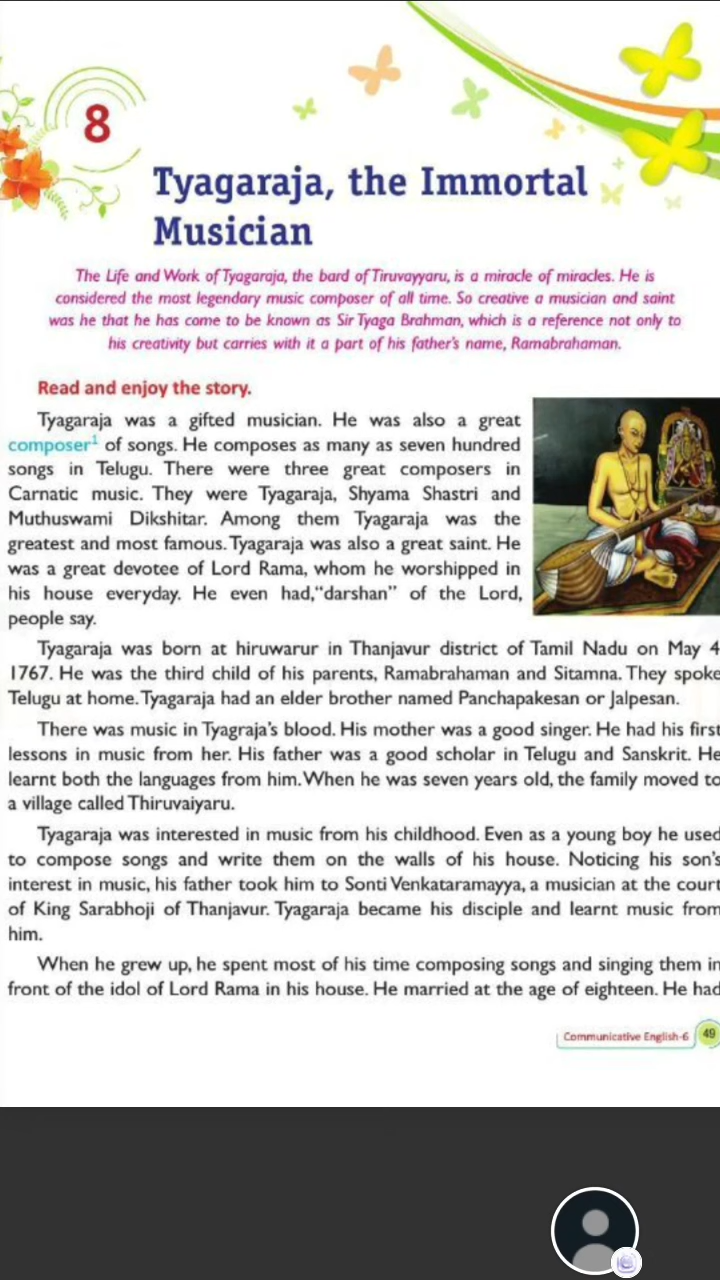 8
Tyagaraja, the Immortal
Musician
The Life and Work of Tyagaraja, the bard of Tiruvayyaru, is a miracle of miracles. He is
considered the most legendary music composer of all time. So creative a musician and saint
was he that he has come to be known as Sir Tyaga Brahman, which is a reference not only to
his creativity but carries with it a part of his father's name, Ramabrahaman.
Read and enjoy the story.
Tyagaraja was a gifted musician. He was also a great
composer¹ of songs. He composes as many as seven hundred
songs in Telugu. There were three great composers in
Carnatic music. They were Tyagaraja, Shyama Shastri and
Muthuswami Dikshitar. Among them Tyagaraja was the
greatest and most famous. Tyagaraja was also a great saint. He
was a great devotee of Lord Rama, whom he worshipped in
his house everyday. He even had,"darshan" of the Lord,
people say.
Tyagaraja was born at hiruwarur in Thanjavur district of Tamil Nadu on May 4
1767. He was the third child of his parents, Ramabrahaman and Sitamna. They spoke
Telugu at home. Tyagaraja had an elder brother named Panchapakesan or Jalpesan.
There was music in Tyagraja's blood. His mother was a good singer. He had his first
lessons in music from her. His father was a good scholar in Telugu and Sanskrit. He
learnt both the languages from him. When he was seven years old, the family moved to
a village called Thiruvaiyaru.
Tyagaraja was interested in music from his childhood. Even as a young boy he used
to compose songs and write them on the walls of his house. Noticing his son's
interest in music, his father took him to Sonti Venkataramayya, a musician at the court
of King Sarabhoji of Thanjavur. Tyagaraja became his disciple and learnt music from
him.
When he grew up, he spent most of his time composing songs and singing them in
front of the idol of Lord Rama in his house. He married at the age of eighteen. He had
Communicative English-6 49